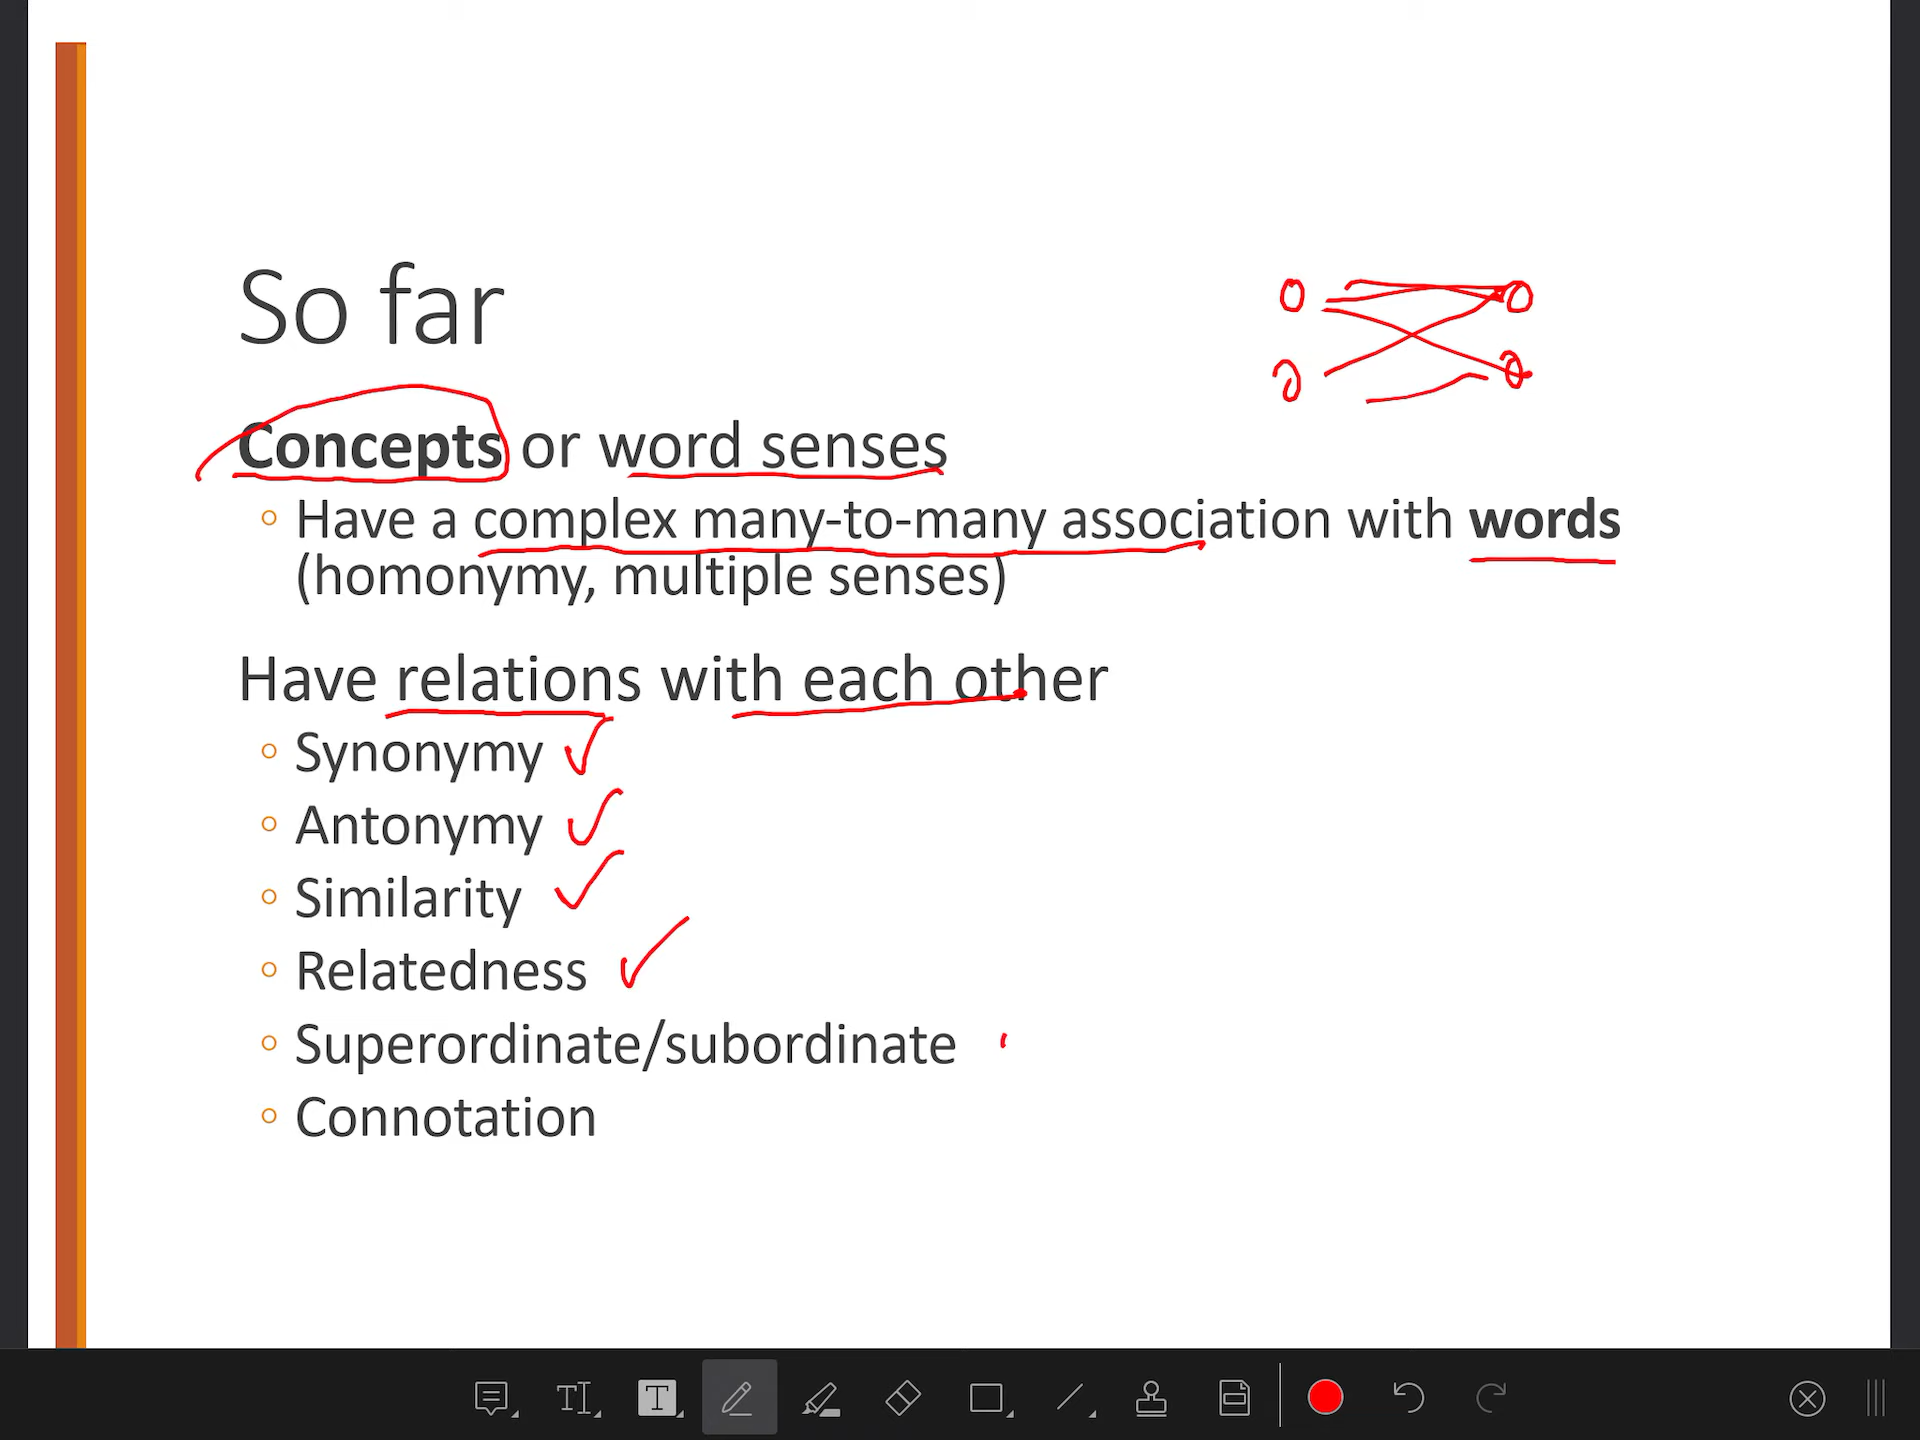 So far
Concepts or word senses
Have a complex many-to-many association with words
(homonymy, multiple senses)
Have relations with each other
Synonymy
Antonymy
Similarity
Relatedness
Superordinate/subordinate
Connotation